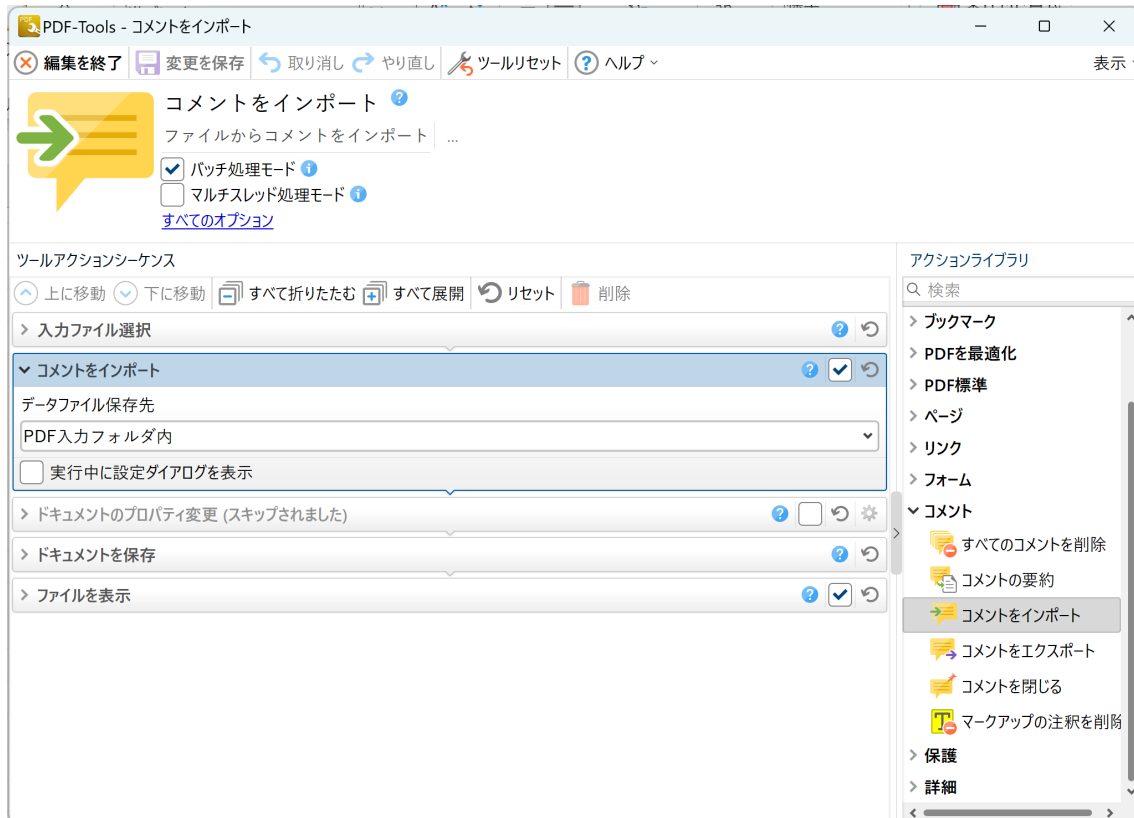 PDF-Tools - コメントをインポート
編集を終了 変更を保存 取り消し やり直し ツールリセット ヘルプ 表示
コメントをインポート
ファイルからコメントをインポート ...
バッチ処理モード
マルチスレッド処理モード
すべてのオプション
ツールアクションシーケンス
上に移動 下に移動 すべて折りたたむ すべて展開 リセット 削除
入力ファイル選択
コメントをインポート
データファイル保存先
PDF入力フォルダ内
実行中に設定ダイアログを表示
ドキュメントのプロパティ変更 (スキップされました)
ドキュメントを保存
ファイルを表示
アクションライブラリ
検索
ブックマーク
PDFを最適化
PDF標準
ページ
リンク
フォーム
コメント
すべてのコメントを削除
コメントの要約
コメントをインポート
コメントをエクスポート
コメントを閉じる
マークアップの注釈を削除
保護
詳細